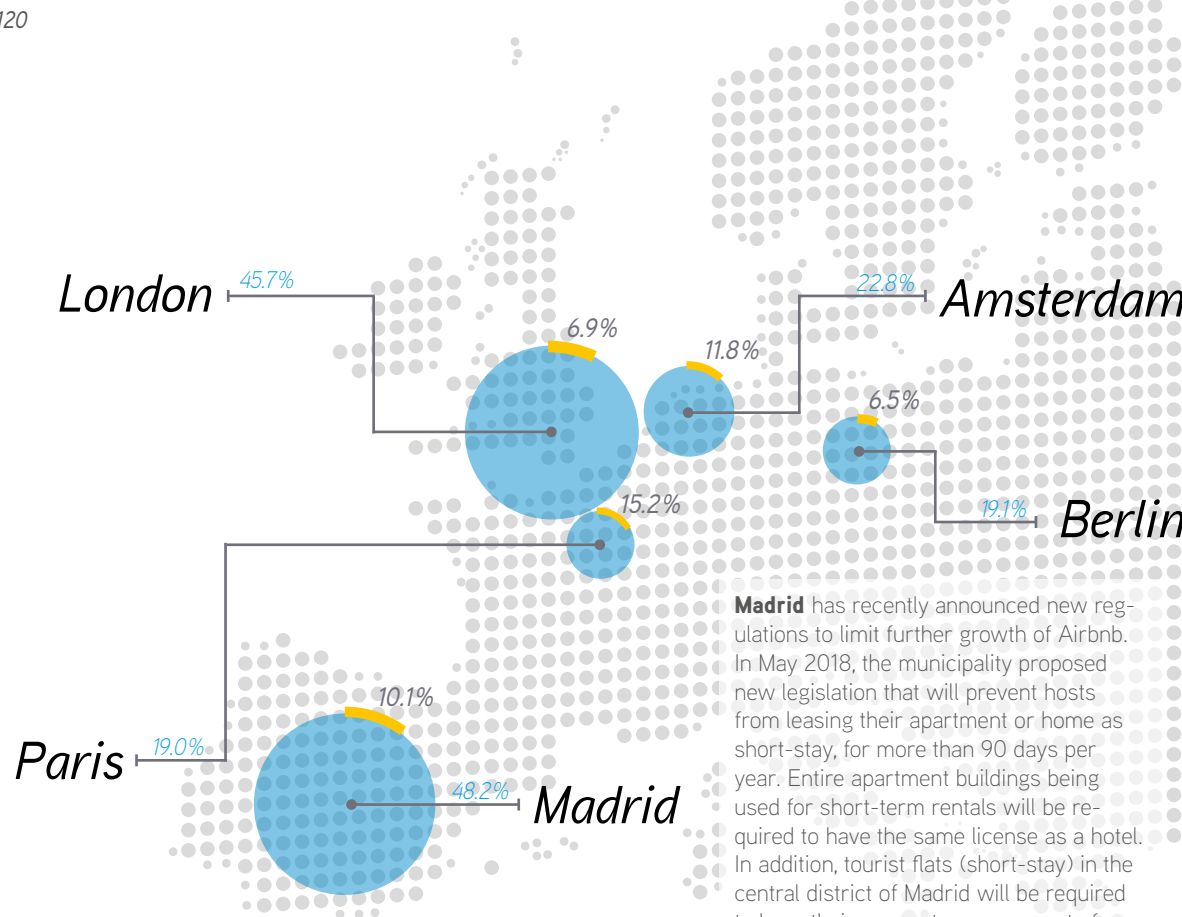 120
London 45.7%
22.8% Amsterdam
6.9%
11.8%
6.5%
15.2%
19.1% Berlin
10.1%
Paris 19.0%
48.2% Madrid
Madrid has recently announced new reg-
ulations to limit further growth of Airbnb.
In May 2018, the municipality proposed
new legislation that will prevent hosts
from leasing their apartment or home as
short-stay, for more than 90 days per
year. Entire apartment buildings being
used for short-term rentals will be re-
quired to have the same license as a hotel.
In addition, tourist flats (short-stay) in the
central district of Madrid will be required